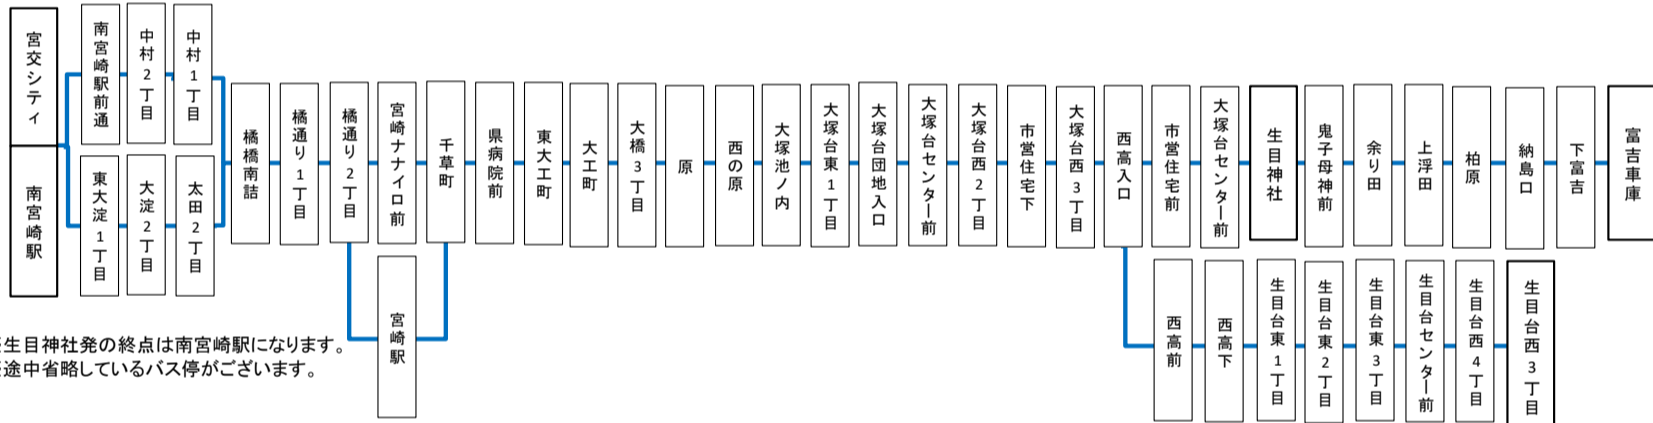 宮交シティ
南宮崎駅
南宮崎駅前通
中村2丁目
中村1丁目
東大淀1丁目
大淀2丁目
太田2丁目
橘橋南詰
橘通り1丁目
橘通り2丁目
宮崎ナナイロ前
宮崎駅
千草町
県病院前
東大工町
大工町
大橋3丁目
原
西の原
大塚池ノ内
大塚台東1丁目
大塚台団地入口
大塚台センター前
大塚台西2丁目
市営住宅下
大塚台西3丁目
西高入口
市営住宅前
大塚台センター前
生目神社
鬼子母神前
余り田
上浮田
柏原
納島口
下富吉
富吉車庫
西高前
西高下
生目台東1丁目
生目台東2丁目
生目台東3丁目
生目台センター前
生目台西4丁目
生目台西3丁目
※生目神社発の終点は南宮崎駅になります。
※途中省略しているバス停がございます。